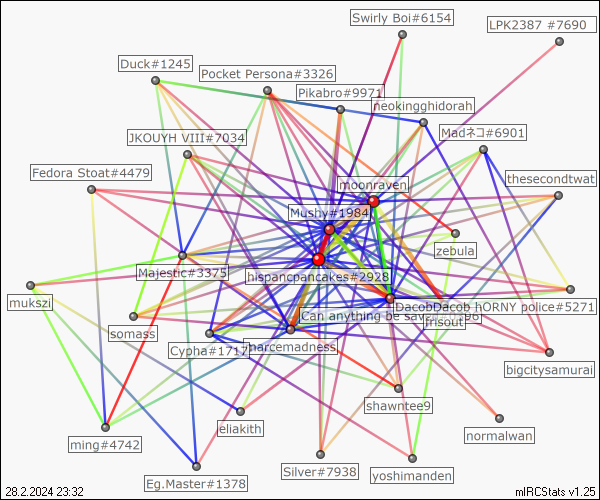 Swirly Boi#6154
LPK2387 #7690
Duck#1245
Pocket Persona#3326
Pikabro#9971
neokingghidorah
JKOUYH VIII#7034
Madネコ#6901
Fedora Stoat#4479
moonraven
thesecondtwat
Mushy#1984
zebula
Majestic#3375
hispancpancakes#2928
mukszi
DacobDacob hORNY police#5271
Can anything be sav
frisout
somass
Cypha#1717
harcemadness
bigcitysamurai
shawntee9
eliakith
normalwan
ming#4742
Silver#7938
yoshimanden
Eg.Master#1378
28.2.2024 23:32
mIRCStats v1.25